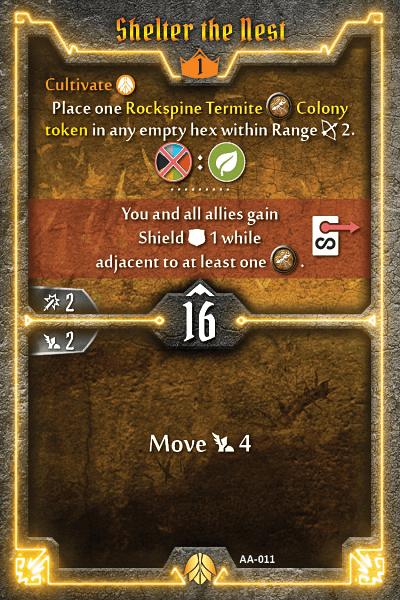 Shelter the Nest
1
Cultivate
Place one Rockspine Termite Colony
token in any empty hex within Range 2.
:
You and all allies gain
Shield 1 while
adjacent to at least one .
S
2
16
2
Move 4
AA-011